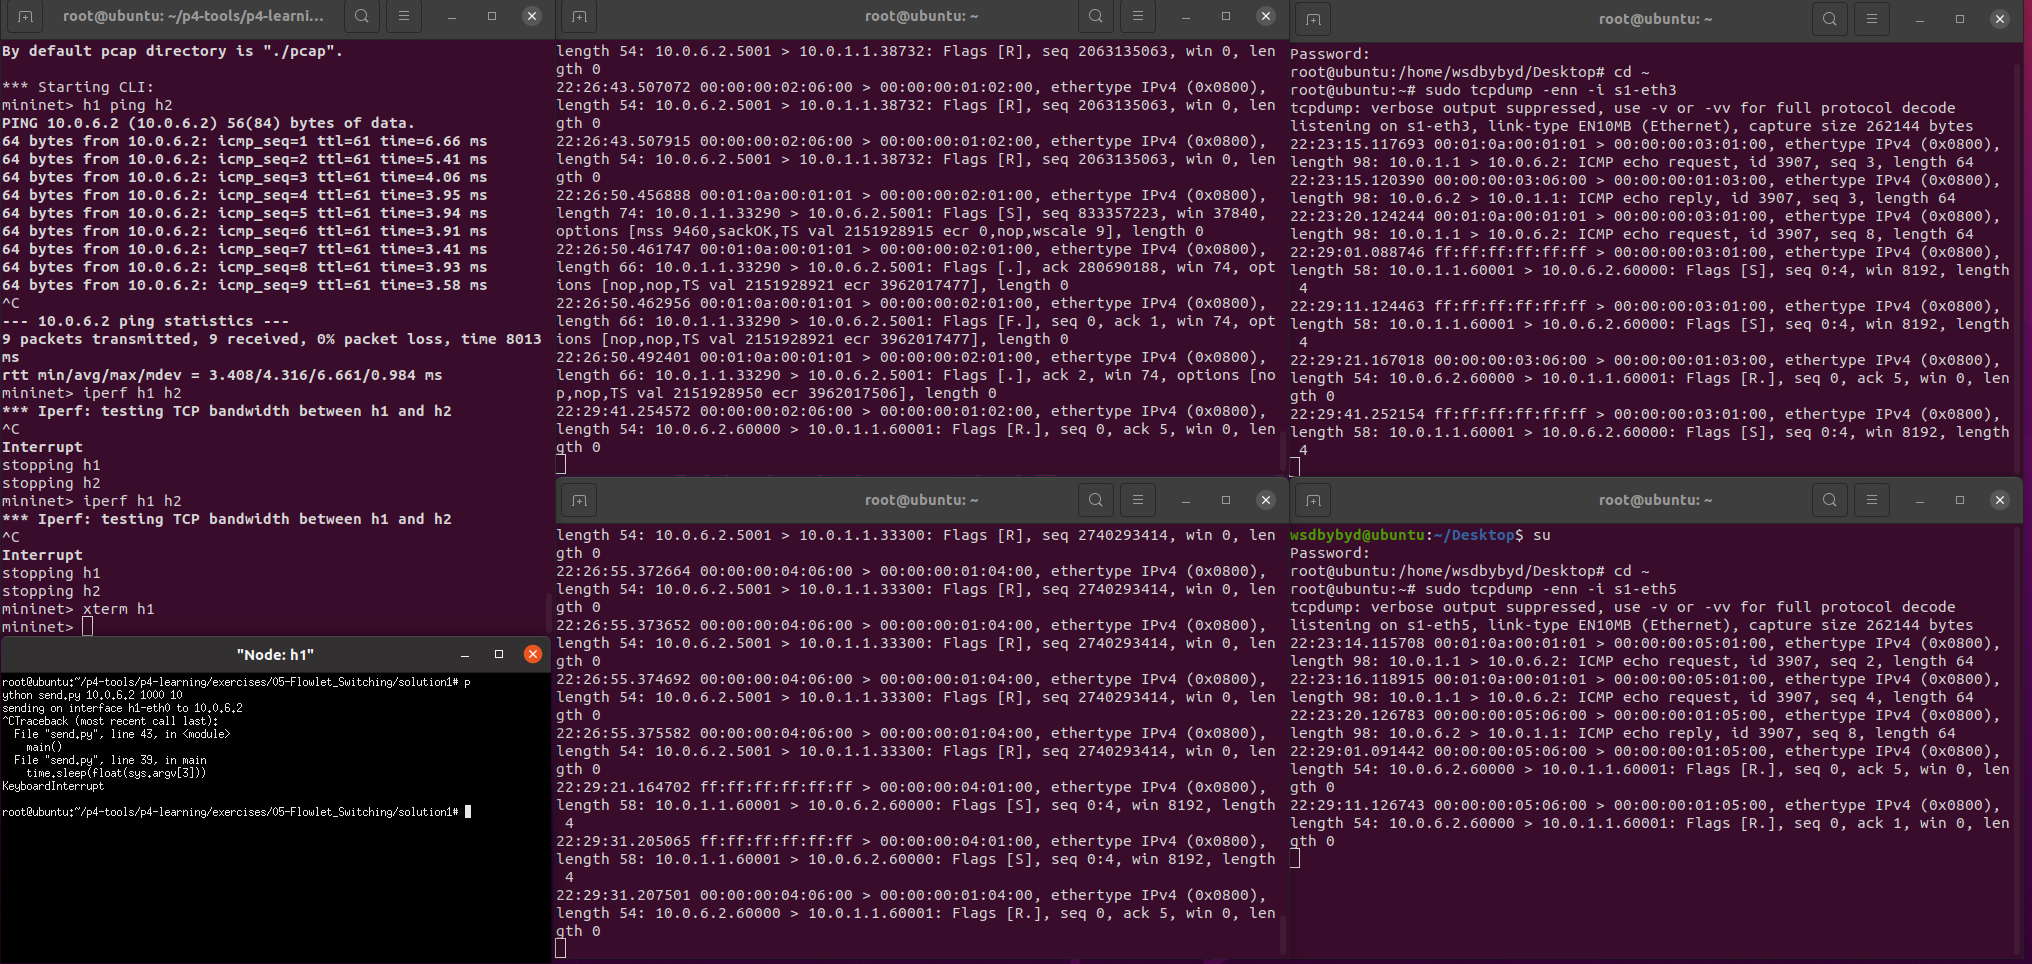 root@ubuntu: ~/p4-tools/p4-learni...
By default pcap directory is "./pcap".
*** Starting CLI:
mininet> h1 ping h2
PING 10.0.6.2 (10.0.6.2) 56(84) bytes of data.
64 bytes from 10.0.6.2: icmp_seq=1 ttl=61 time=6.66 ms
64 bytes from 10.0.6.2: icmp_seq=2 ttl=61 time=5.41 ms
64 bytes from 10.0.6.2: icmp_seq=3 ttl=61 time=4.06 ms
64 bytes from 10.0.6.2: icmp_seq=4 ttl=61 time=3.95 ms
64 bytes from 10.0.6.2: icmp_seq=5 ttl=61 time=3.94 ms
64 bytes from 10.0.6.2: icmp_seq=6 ttl=61 time=3.91 ms
64 bytes from 10.0.6.2: icmp_seq=7 ttl=61 time=3.41 ms
64 bytes from 10.0.6.2: icmp_seq=8 ttl=61 time=3.93 ms
64 bytes from 10.0.6.2: icmp_seq=9 ttl=61 time=3.58 ms
^C
--- 10.0.6.2 ping statistics ---
9 packets transmitted, 9 received, 0% packet loss, time 8013
ms
rtt min/avg/max/mdev = 3.408/4.316/6.661/0.984 ms
mininet> iperf h1 h2
*** Iperf: testing TCP bandwidth between h1 and h2
^C
Interrupt
stopping h1
stopping h2
mininet> iperf h1 h2
*** Iperf: testing TCP bandwidth between h1 and h2
^C
Interrupt
stopping h1
stopping h2
mininet> xterm h1
mininet>
"Node: h1"
root@ubuntu:~/p4-tools/p4-learning/exercises/05-Flowlet_Switching/solution1# p
ython send.py 10.0.6.2 1000 10
sending on interface h1-eth0 to 10.0.6.2
^CTraceback (most recent call last):
File "send.py", line 43, in <module>
main()
File "send.py", line 39, in main
time.sleep(float(sys.argv[3]))
KeyboardInterrupt
root@ubuntu:~/p4-tools/p4-learning/exercises/05-Flowlet_Switching/solution1#
root@ubuntu: ~
length 54: 10.0.6.2.5001 > 10.0.1.1.38732: Flags [R], seq 2063135063, win 0, len
gth 0
22:26:43.507072 00:00:00:02:06:00 > 00:00:00:01:02:00, ethertype IPv4 (0x0800),
length 54: 10.0.6.2.5001 > 10.0.1.1.38732: Flags [R], seq 2063135063, win 0, len
gth 0
22:26:43.507915 00:00:00:02:06:00 > 00:00:00:01:02:00, ethertype IPv4 (0x0800),
length 54: 10.0.6.2.5001 > 10.0.1.1.38732: Flags [R], seq 2063135063, win 0, len
gth 0
22:26:50.456888 00:01:0a:00:01:01 > 00:00:00:02:01:00, ethertype IPv4 (0x0800),
length 74: 10.0.1.1.33290 > 10.0.6.2.5001: Flags [S], seq 833357223, win 37840,
options [mss 9460,sackOK,TS val 2151928915 ecr 0,nop,wscale 9], length 0
22:26:50.461747 00:01:0a:00:01:01 > 00:00:00:02:01:00, ethertype IPv4 (0x0800),
length 66: 10.0.1.1.33290 > 10.0.6.2.5001: Flags [.], ack 280690188, win 74, opt
ions [nop,nop,TS val 2151928921 ecr 3962017477], length 0
22:26:50.462956 00:01:0a:00:01:01 > 00:00:00:02:01:00, ethertype IPv4 (0x0800),
length 66: 10.0.1.1.33290 > 10.0.6.2.5001: Flags [F.], seq 0, ack 1, win 74, opt
ions [nop,nop,TS val 2151928921 ecr 3962017477], length 0
22:26:50.492401 00:01:0a:00:01:01 > 00:00:00:02:01:00, ethertype IPv4 (0x0800),
length 66: 10.0.1.1.33290 > 10.0.6.2.5001: Flags [.], ack 2, win 74, options [no
p,nop,TS val 2151928950 ecr 3962017506], length 0
22:29:41.254572 00:00:00:02:06:00 > 00:00:00:01:02:00, ethertype IPv4 (0x0800),
length 54: 10.0.6.2.60000 > 10.0.1.1.60001: Flags [R.], seq 0, ack 5, win 0, len
gth 0
root@ubuntu: ~
Password:
root@ubuntu:/home/wsdbybyd/Desktop# cd ~
root@ubuntu:~# sudo tcpdump -enn -i s1-eth3
tcpdump: verbose output suppressed, use -v or -vv for full protocol decode
listening on s1-eth3, link-type EN10MB (Ethernet), capture size 262144 bytes
22:23:15.117693 00:01:0a:00:01:01 > 00:00:00:03:01:00, ethertype IPv4 (0x0800),
length 98: 10.0.1.1 > 10.0.6.2: ICMP echo request, id 3907, seq 3, length 64
22:23:15.120390 00:00:00:03:06:00 > 00:00:00:01:03:00, ethertype IPv4 (0x0800),
length 98: 10.0.6.2 > 10.0.1.1: ICMP echo reply, id 3907, seq 3, length 64
22:23:20.124244 00:01:0a:00:01:01 > 00:00:00:03:01:00, ethertype IPv4 (0x0800),
length 98: 10.0.1.1 > 10.0.6.2: ICMP echo request, id 3907, seq 8, length 64
22:29:01.088746 ff:ff:ff:ff:ff:ff > 00:00:00:03:01:00, ethertype IPv4 (0x0800),
length 58: 10.0.1.1.60001 > 10.0.6.2.60000: Flags [S], seq 0:4, win 8192, length
4
22:29:11.124463 ff:ff:ff:ff:ff:ff > 00:00:00:03:01:00, ethertype IPv4 (0x0800),
length 58: 10.0.1.1.60001 > 10.0.6.2.60000: Flags [S], seq 0:4, win 8192, length
4
22:29:21.167018 00:00:00:03:06:00 > 00:00:00:01:03:00, ethertype IPv4 (0x0800),
length 54: 10.0.6.2.60000 > 10.0.1.1.60001: Flags [R.], seq 0, ack 5, win 0, len
gth 0
22:29:41.252154 ff:ff:ff:ff:ff:ff > 00:00:00:03:01:00, ethertype IPv4 (0x0800),
length 58: 10.0.1.1.60001 > 10.0.6.2.60000: Flags [S], seq 0:4, win 8192, length
4
root@ubuntu: ~
length 54: 10.0.6.2.5001 > 10.0.1.1.33300: Flags [R], seq 2740293414, win 0, len
gth 0
22:26:55.372664 00:00:00:04:06:00 > 00:00:00:01:04:00, ethertype IPv4 (0x0800),
length 54: 10.0.6.2.5001 > 10.0.1.1.33300: Flags [R], seq 2740293414, win 0, len
gth 0
22:26:55.373652 00:00:00:04:06:00 > 00:00:00:01:04:00, ethertype IPv4 (0x0800),
length 54: 10.0.6.2.5001 > 10.0.1.1.33300: Flags [R], seq 2740293414, win 0, len
gth 0
22:26:55.374692 00:00:00:04:06:00 > 00:00:00:01:04:00, ethertype IPv4 (0x0800),
length 54: 10.0.6.2.5001 > 10.0.1.1.33300: Flags [R], seq 2740293414, win 0, len
gth 0
22:26:55.375582 00:00:00:04:06:00 > 00:00:00:01:04:00, ethertype IPv4 (0x0800),
length 54: 10.0.6.2.5001 > 10.0.1.1.33300: Flags [R], seq 2740293414, win 0, len
gth 0
22:29:21.164702 ff:ff:ff:ff:ff:ff > 00:00:00:04:01:00, ethertype IPv4 (0x0800),
length 58: 10.0.1.1.60001 > 10.0.6.2.60000: Flags [S], seq 0:4, win 8192, length
4
22:29:31.205065 ff:ff:ff:ff:ff:ff > 00:00:00:04:01:00, ethertype IPv4 (0x0800),
length 58: 10.0.1.1.60001 > 10.0.6.2.60000: Flags [S], seq 0:4, win 8192, length
4
22:29:31.207501 00:00:00:04:06:00 > 00:00:00:01:04:00, ethertype IPv4 (0x0800),
length 54: 10.0.6.2.60000 > 10.0.1.1.60001: Flags [R.], seq 0, ack 5, win 0, len
gth 0
root@ubuntu: ~
wsdbybyd@ubuntu:~/Desktop$ su
Password:
root@ubuntu:/home/wsdbybyd/Desktop# cd ~
root@ubuntu:~# sudo tcpdump -enn -i s1-eth5
tcpdump: verbose output suppressed, use -v or -vv for full protocol decode
listening on s1-eth5, link-type EN10MB (Ethernet), capture size 262144 bytes
22:23:14.115708 00:01:0a:00:01:01 > 00:00:00:05:01:00, ethertype IPv4 (0x0800),
length 98: 10.0.1.1 > 10.0.6.2: ICMP echo request, id 3907, seq 2, length 64
22:23:16.118915 00:01:0a:00:01:01 > 00:00:00:05:01:00, ethertype IPv4 (0x0800),
length 98: 10.0.1.1 > 10.0.6.2: ICMP echo request, id 3907, seq 4, length 64
22:23:20.126783 00:00:00:05:06:00 > 00:00:00:01:05:00, ethertype IPv4 (0x0800),
length 98: 10.0.6.2 > 10.0.1.1: ICMP echo reply, id 3907, seq 8, length 64
22:29:01.091442 00:00:00:05:06:00 > 00:00:00:01:05:00, ethertype IPv4 (0x0800),
length 54: 10.0.6.2.60000 > 10.0.1.1.60001: Flags [R.], seq 0, ack 5, win 0, len
gth 0
22:29:11.126743 00:00:00:05:06:00 > 00:00:00:01:05:00, ethertype IPv4 (0x0800),
length 54: 10.0.6.2.60000 > 10.0.1.1.60001: Flags [R.], seq 0, ack 1, win 0, len
gth 0